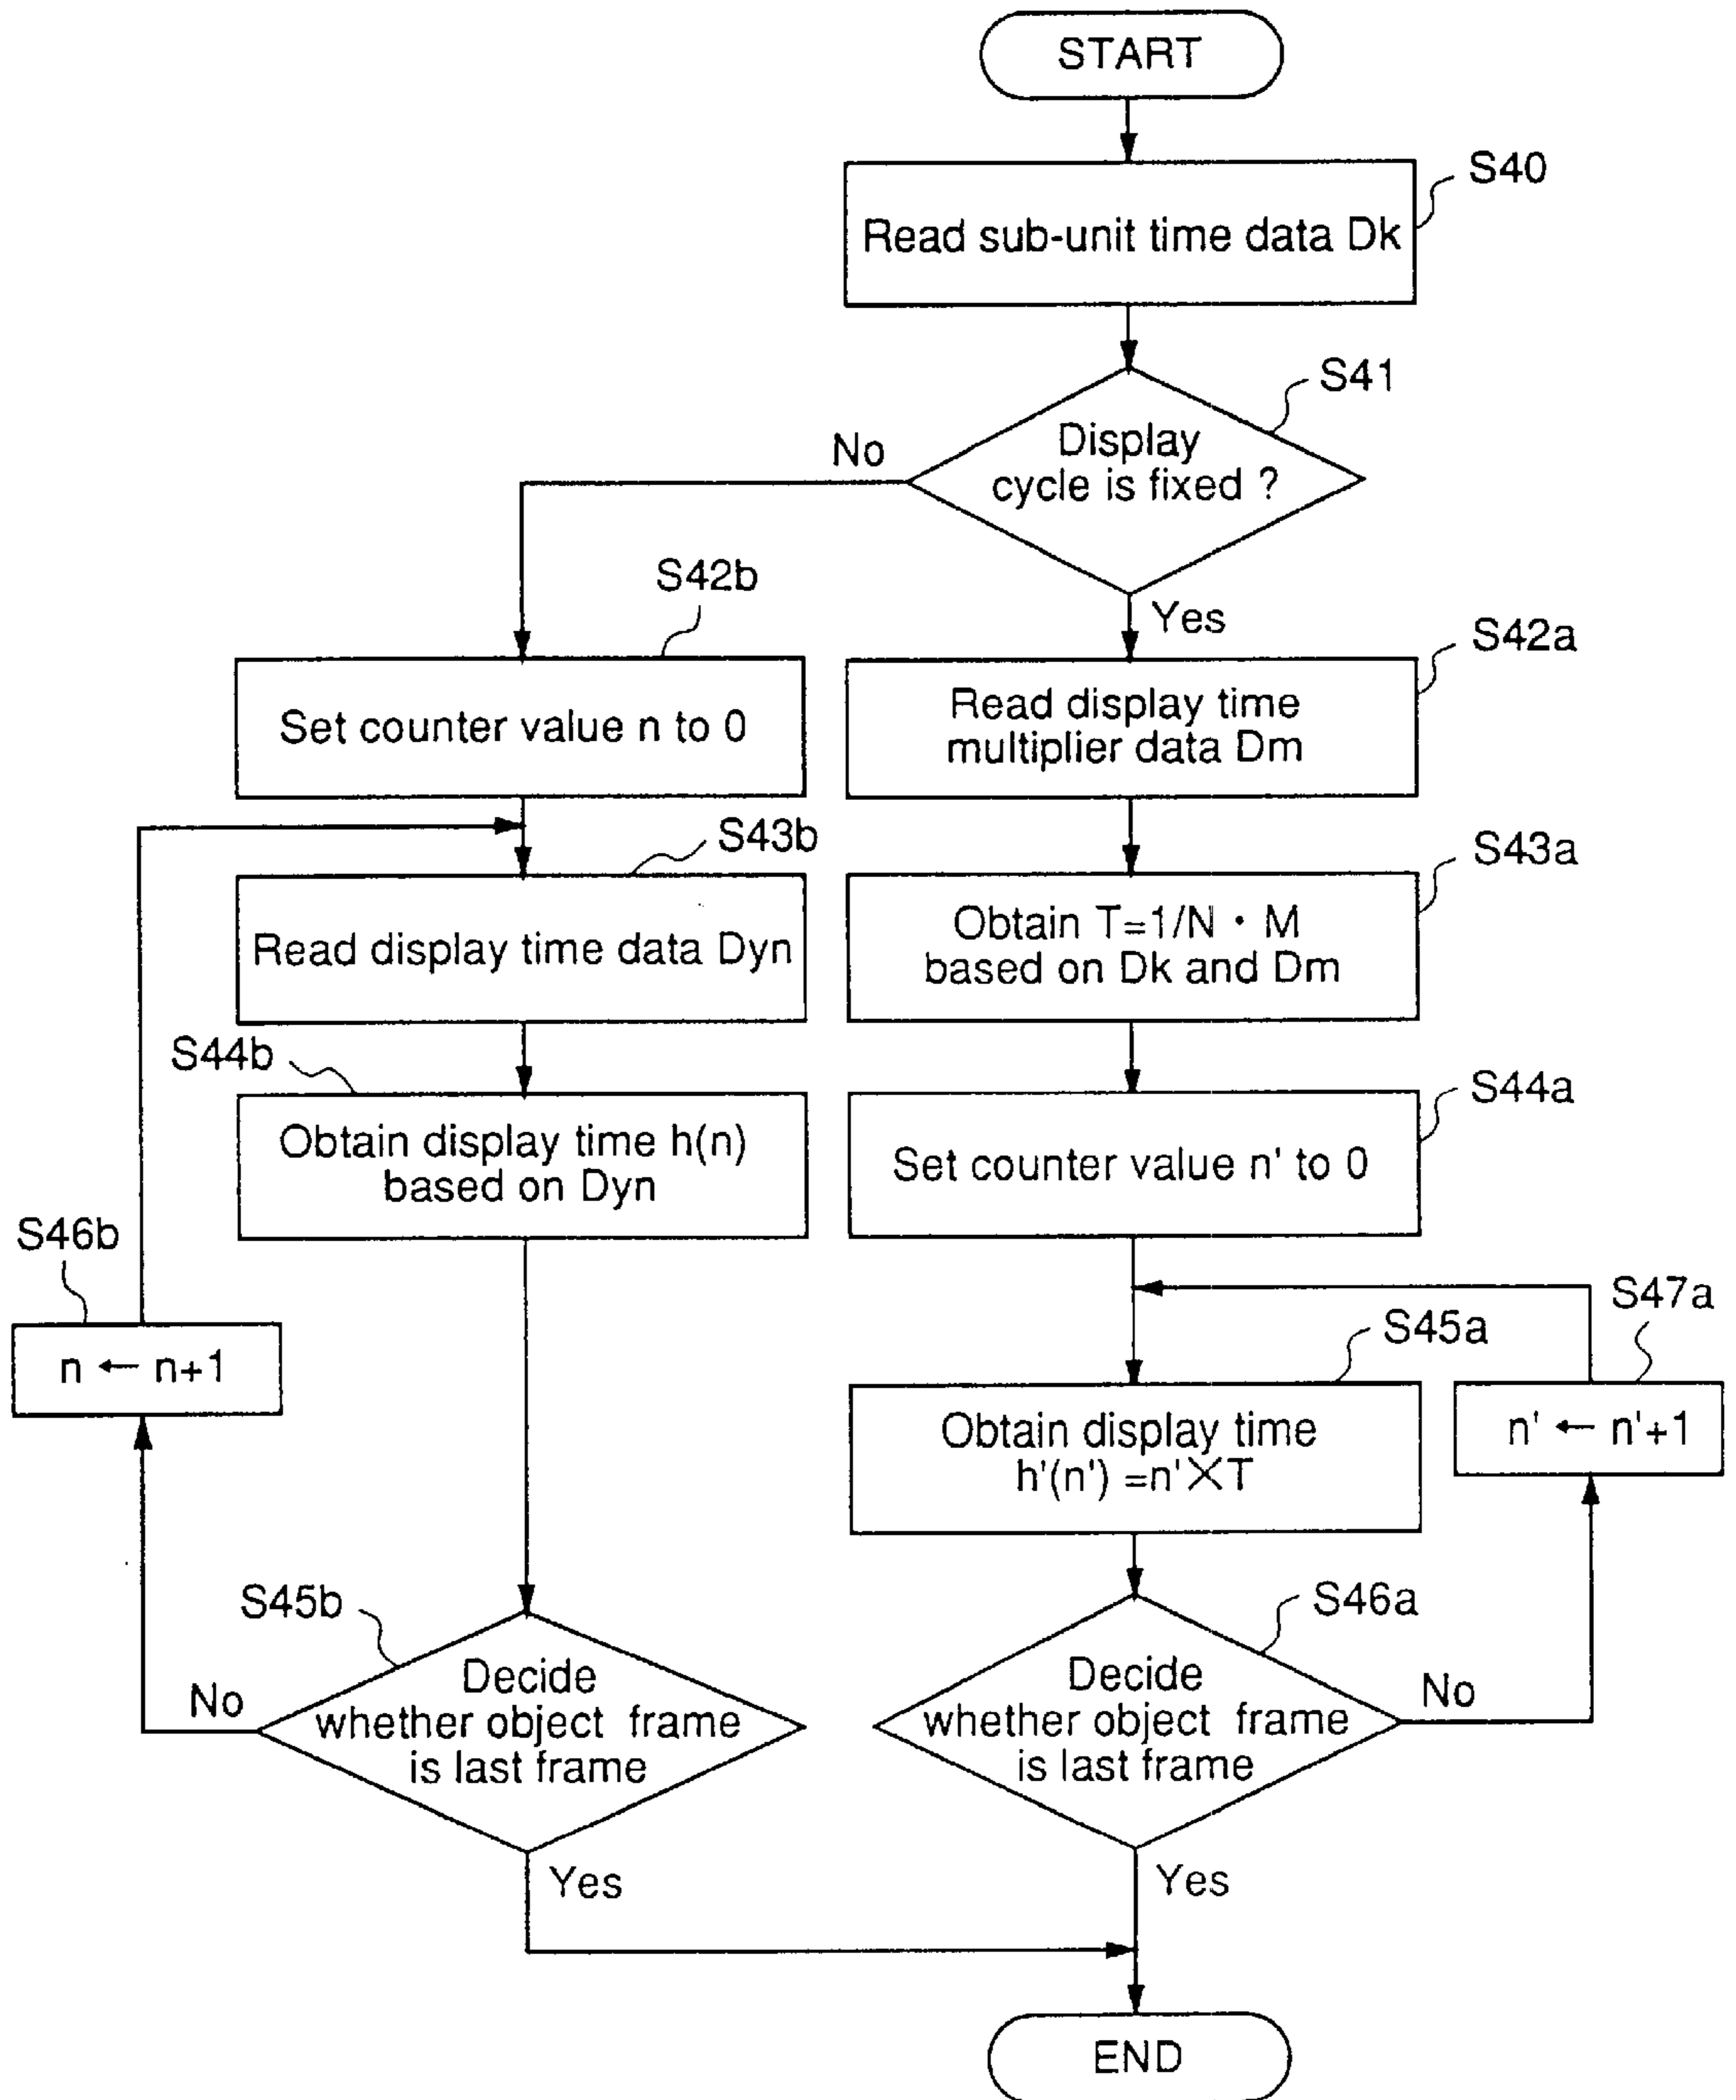 START
S40
Read sub-unit time data Dk
S41
Display
cycle is fixed ?
No
Yes
S42b
S42a
Set counter value n to 0
Read display time
multiplier data Dm
S43b
S43a
Read display time data Dyn
Obtain T=1/N・M
based on Dk and Dm
S44b
S44a
Obtain display time h(n)
based on Dyn
Set counter value n' to 0
S46b
S47a
n ← n+1
S45a
Obtain display time
h'(n') =n'×T
n' ← n'+1
S45b
S46a
Decide
whether object frame
is last frame
No
Decide
whether object frame
is last frame
No
Yes
Yes
END